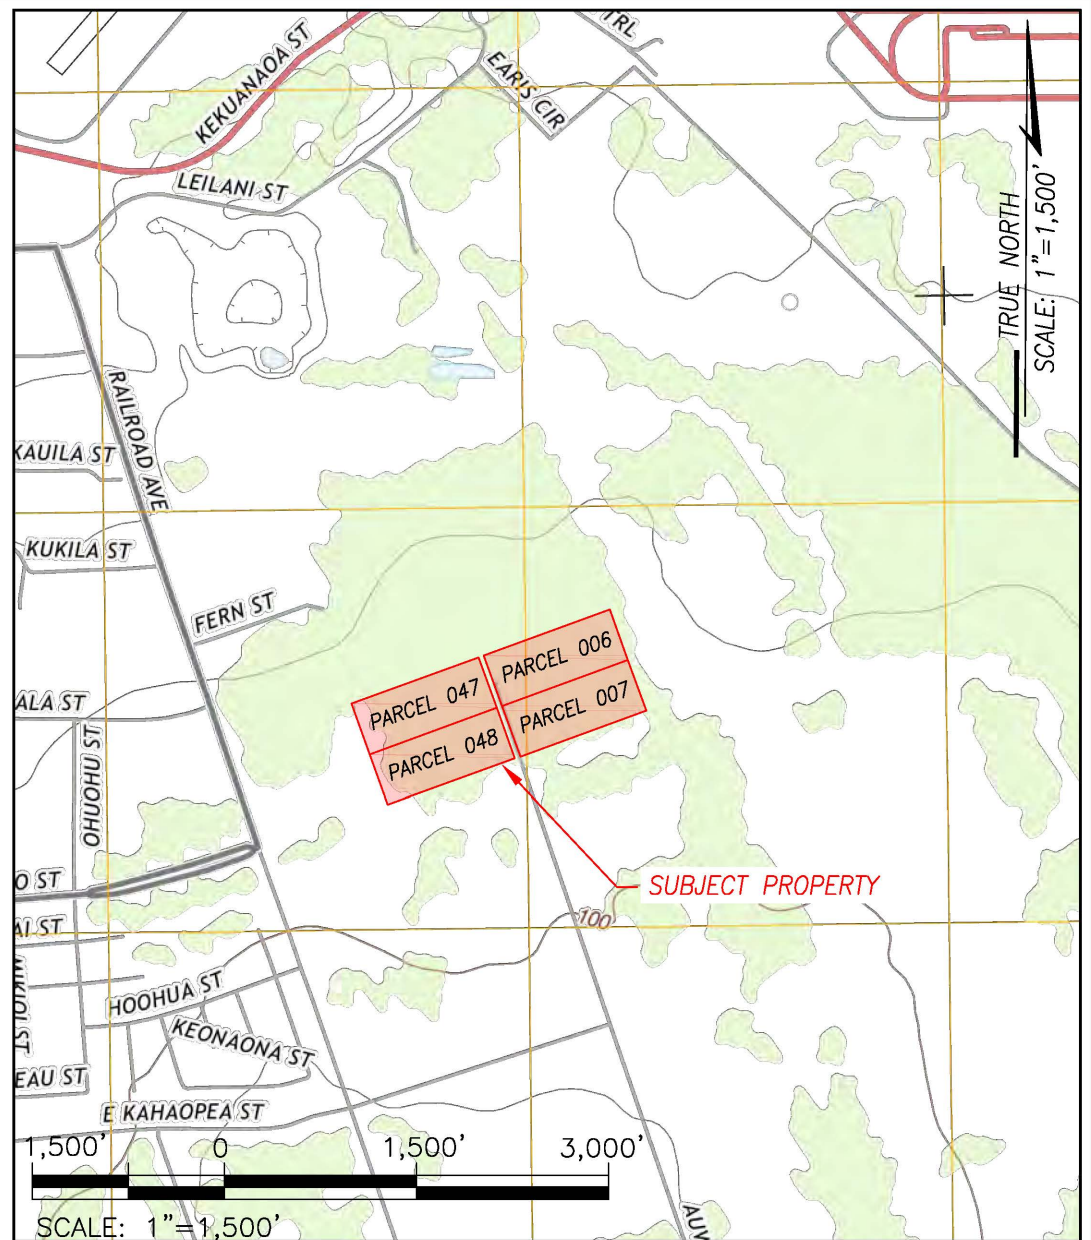 TRL
KEKUANAOA ST
EARIS CIR
LEILANI ST
TRUE NORTH
SCALE: 1"=1,500'
RAILROAD AVE
KAUILA ST
KUKILA ST
FERN ST
PARCEL 006
PARCEL 047
PARCEL 007
PARCEL 048
ALA ST
OHUOHU ST
SUBJECT PROPERTY
O ST
100
AI ST
HOOHUA ST
KEONAONA ST
EAU ST
E KAHAOPEA ST
1,500' 0 1,500' 3,000'
AUW
SCALE: 1"=1,500'